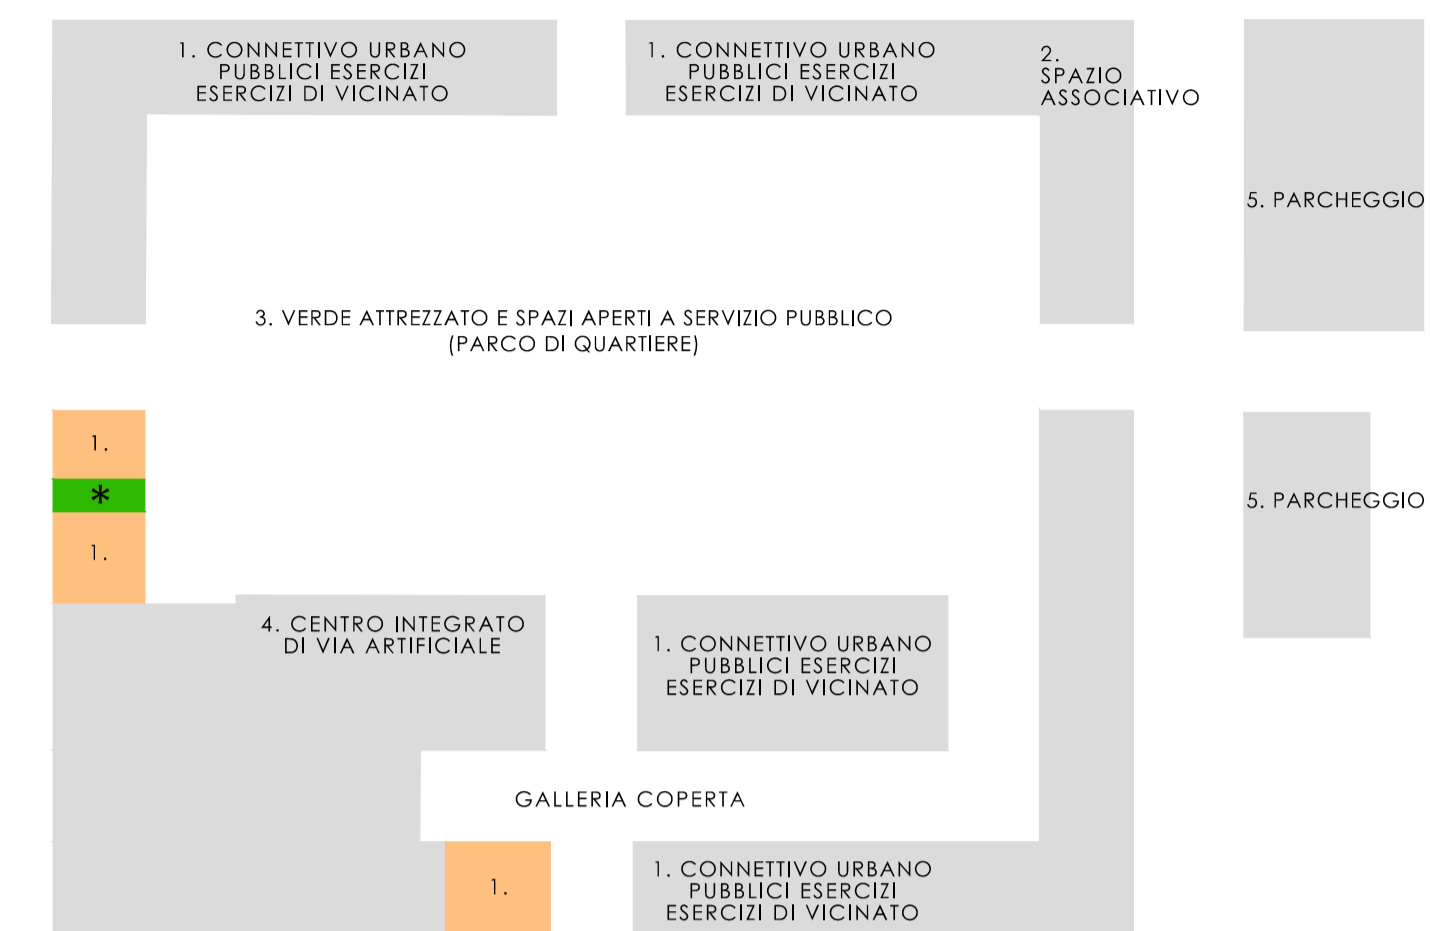 1. CONNETTIVO URBANO
PUBBLICI ESERCIZI
ESERCIZI DI VICINATO
1. CONNETTIVO URBANO
PUBBLICI ESERCIZI
ESERCIZI DI VICINATO
2.
SPAZIO
ASSOCIATIVO
5. PARCHEGGIO
3. VERDE ATTREZZATO E SPAZI APERTI A SERVIZIO PUBBLICO
(PARCO DI QUARTIERE)
1.
*
1.
5. PARCHEGGIO
4. CENTRO INTEGRATO
DI VIA ARTIFICIALE
1. CONNETTIVO URBANO
PUBBLICI ESERCIZI
ESERCIZI DI VICINATO
GALLERIA COPERTA
1.
1. CONNETTIVO URBANO
PUBBLICI ESERCIZI
ESERCIZI DI VICINATO